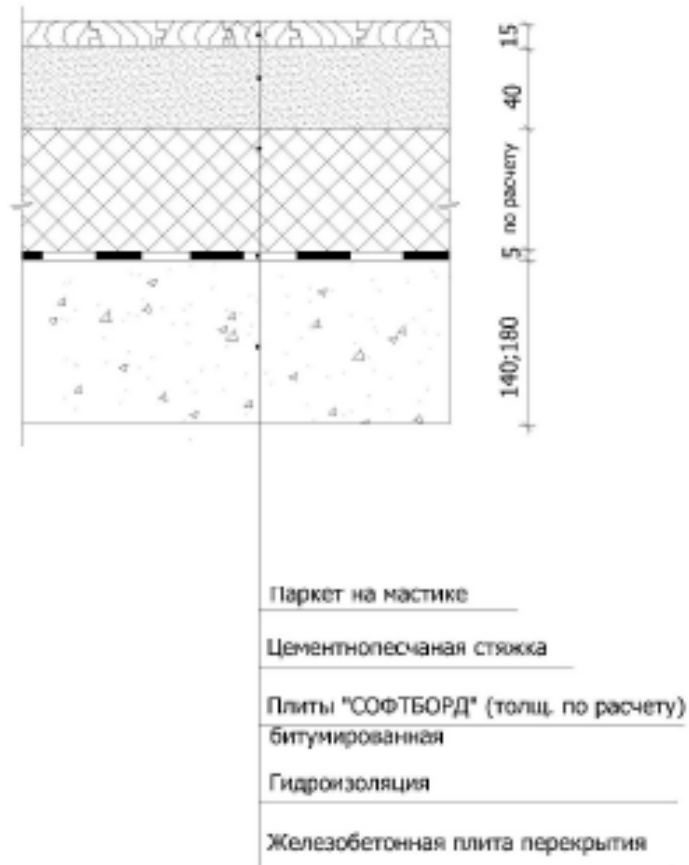 15
40
по расчету
5
140;180
Паркет на мастике
Цементнопесчаная стяжка
Плиты "СОФТБОРД" (толщ. по расчету)
битумированная
Гидроизоляция
Железобетонная плита перекрытия